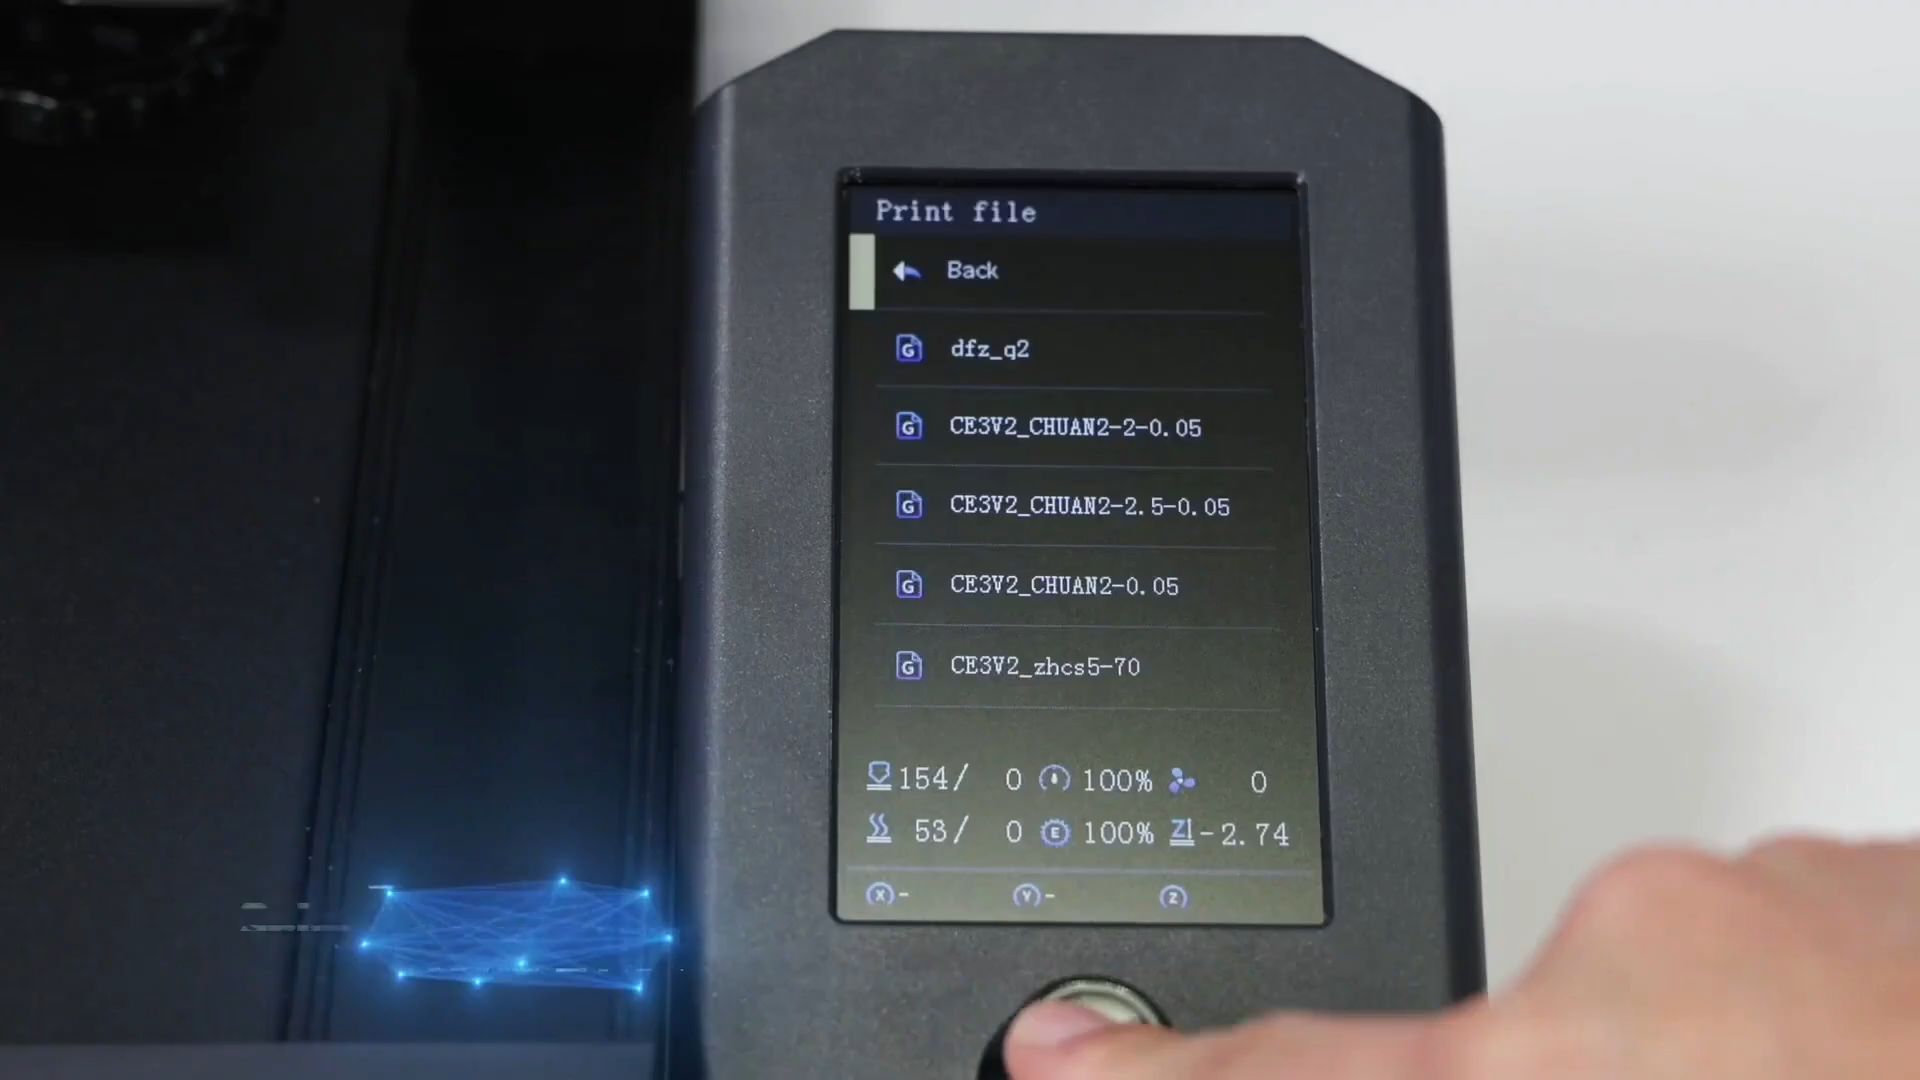 Print file
Back
dfz_q2
CE3V2_CHUAN2-2-0.05
CE3V2_CHUAN2-2.5-0.05
CE3V2_CHUAN2-0.05
CE3V2_zhcs5-70
154/ 0 100% 0
53/ 0 E 100% Z -2.74
X - Y - Z